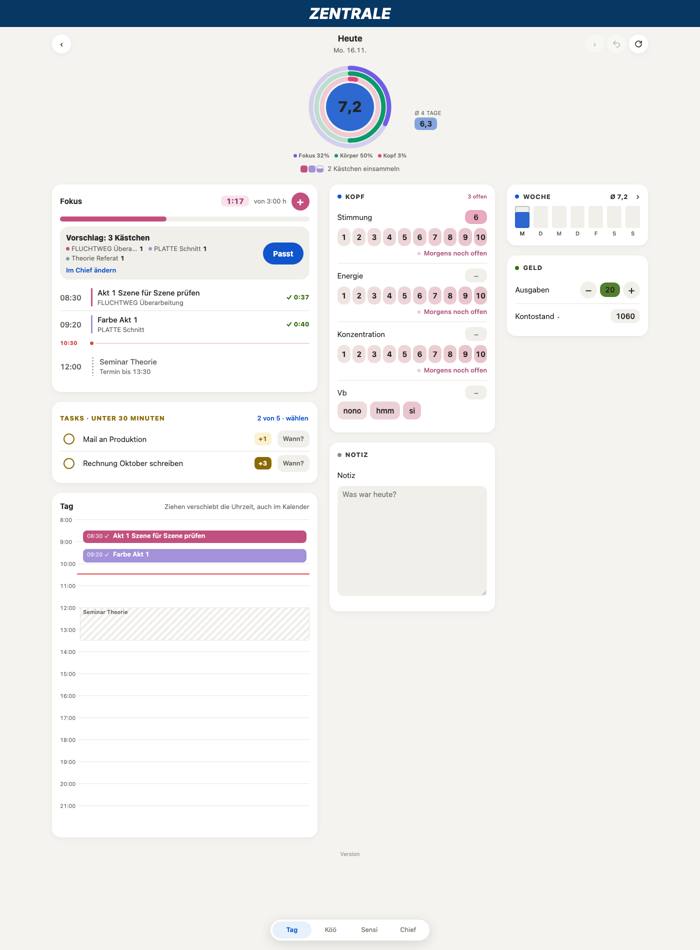 ZENTRALE
‹
Heute
Mo. 16.11.
›
7,2
Ø 4 TAGE
6,3
Fokus 32% Körper 50% Kopf 3%
2 Kästchen einsammeln
Fokus
1:17 von 3:00 h +
Vorschlag: 3 Kästchen
FLUCHTWEG Übera... 1 PLATTE Schnitt 1
Theorie Referat 1
Im Chief ändern
Passt
08:30 Akt 1 Szene für Szene prüfen
FLUCHTWEG Überarbeitung
✓ 0:37
09:20 Farbe Akt 1
PLATTE Schnitt
✓ 0:40
10:30
12:00 Seminar Theorie
Termin bis 13:30
TASKS · UNTER 30 MINUTEN
2 von 5 · wählen
Mail an Produktion +1 Wann?
Rechnung Oktober schreiben +3 Wann?
Tag
Ziehen verschiebt die Uhrzeit, auch im Kalender
8:00
08:30 ✓ Akt 1 Szene für Szene prüfen
9:00
09:20 ✓ Farbe Akt 1
10:00
11:00
12:00
Seminar Theorie
13:00
14:00
15:00
16:00
17:00
18:00
19:00
20:00
21:00
KOPF 3 offen
Stimmung 6
1 2 3 4 5 6 7 8 9 10
Morgens noch offen
Energie –
1 2 3 4 5 6 7 8 9 10
Morgens noch offen
Konzentration –
1 2 3 4 5 6 7 8 9 10
Morgens noch offen
Vb –
nono hmm si
NOTIZ
Notiz
Was war heute?
WOCHE Ø 7,2 ›
M D M D F S S
GELD
Ausgaben – 20 +
Kontostand · 1060
Version
Tag Köö Sensi Chief